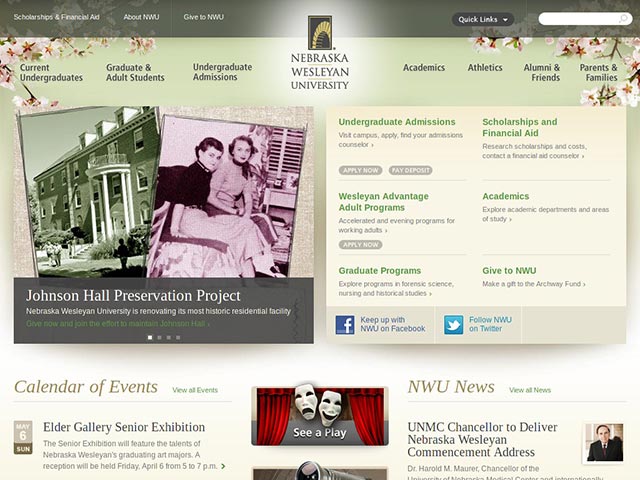 Scholarships & Financial Aid
About NWU
Give to NWU
Quick Links
Current
Undergraduates
Graduate &
Adult Students
Undergraduate
Admissions
NEBRASKA
WESLEYAN
UNIVERSITY
Academics
Athletics
Alumni &
Friends
Parents &
Families
Johnson Hall Preservation Project
Nebraska Wesleyan University is renovating its most historic residential facility
Give now and join the effort to maintain Johnson Hall ›
Undergraduate Admissions
Visit campus, apply, find your admissions
counselor ›
APPLY NOW
PAY DEPOSIT
Scholarships and
Financial Aid
Research scholarships and costs,
contact a financial aid counselor ›
Wesleyan Advantage
Adult Programs
Accelerated and evening programs for
working adults ›
APPLY NOW
Academics
Explore academic departments and areas
of study ›
Graduate Programs
Explore programs in forensic science,
nursing and historical studies ›
Give to NWU
Make a gift to the Archway Fund ›
Keep up with
NWU on Facebook
Follow NWU
on Twitter
Calendar of Events
View all Events
MAY
6
SUN
Elder Gallery Senior Exhibition
The Senior Exhibition will feature the talents of
Nebraska Wesleyan's graduating art majors. A
reception will be held Friday, April 6 from 5 to 7 p.m. ›
See a Play
NWU News
View all News
UNMC Chancellor to Deliver
Nebraska Wesleyan
Commencement Address
Dr. Harold M. Maurer, Chancellor of the
University of Nebraska Medical Center and internationally